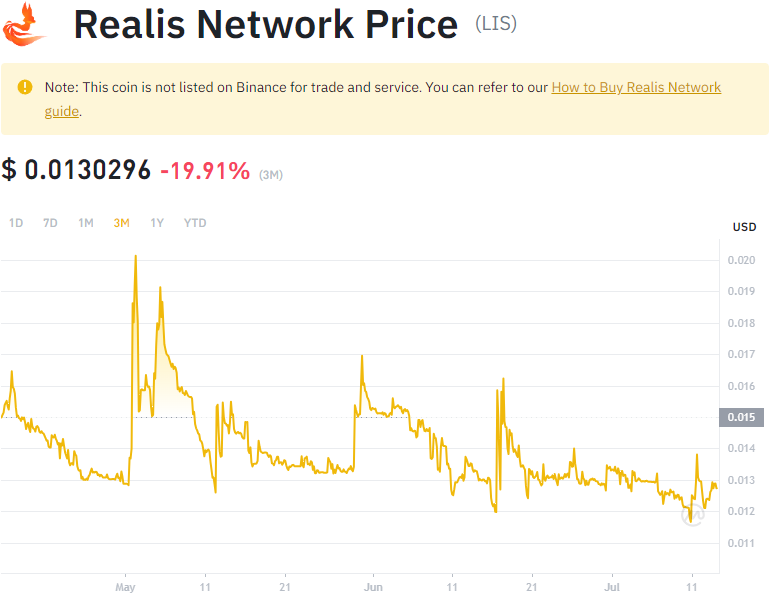 Realis Network Price (LIS)
Note: This coin is not listed on Binance for trade and service. You can refer to our How to Buy Realis Network
guide.
$ 0.0130296 -19.91% (3M)
1D 7D 1M 3M 1Y YTD
USD
0.020
0.019
0.018
0.017
0.016
0.015
0.014
0.013
0.012
0.011
May 11 21 Jun 11 21 Jul 11